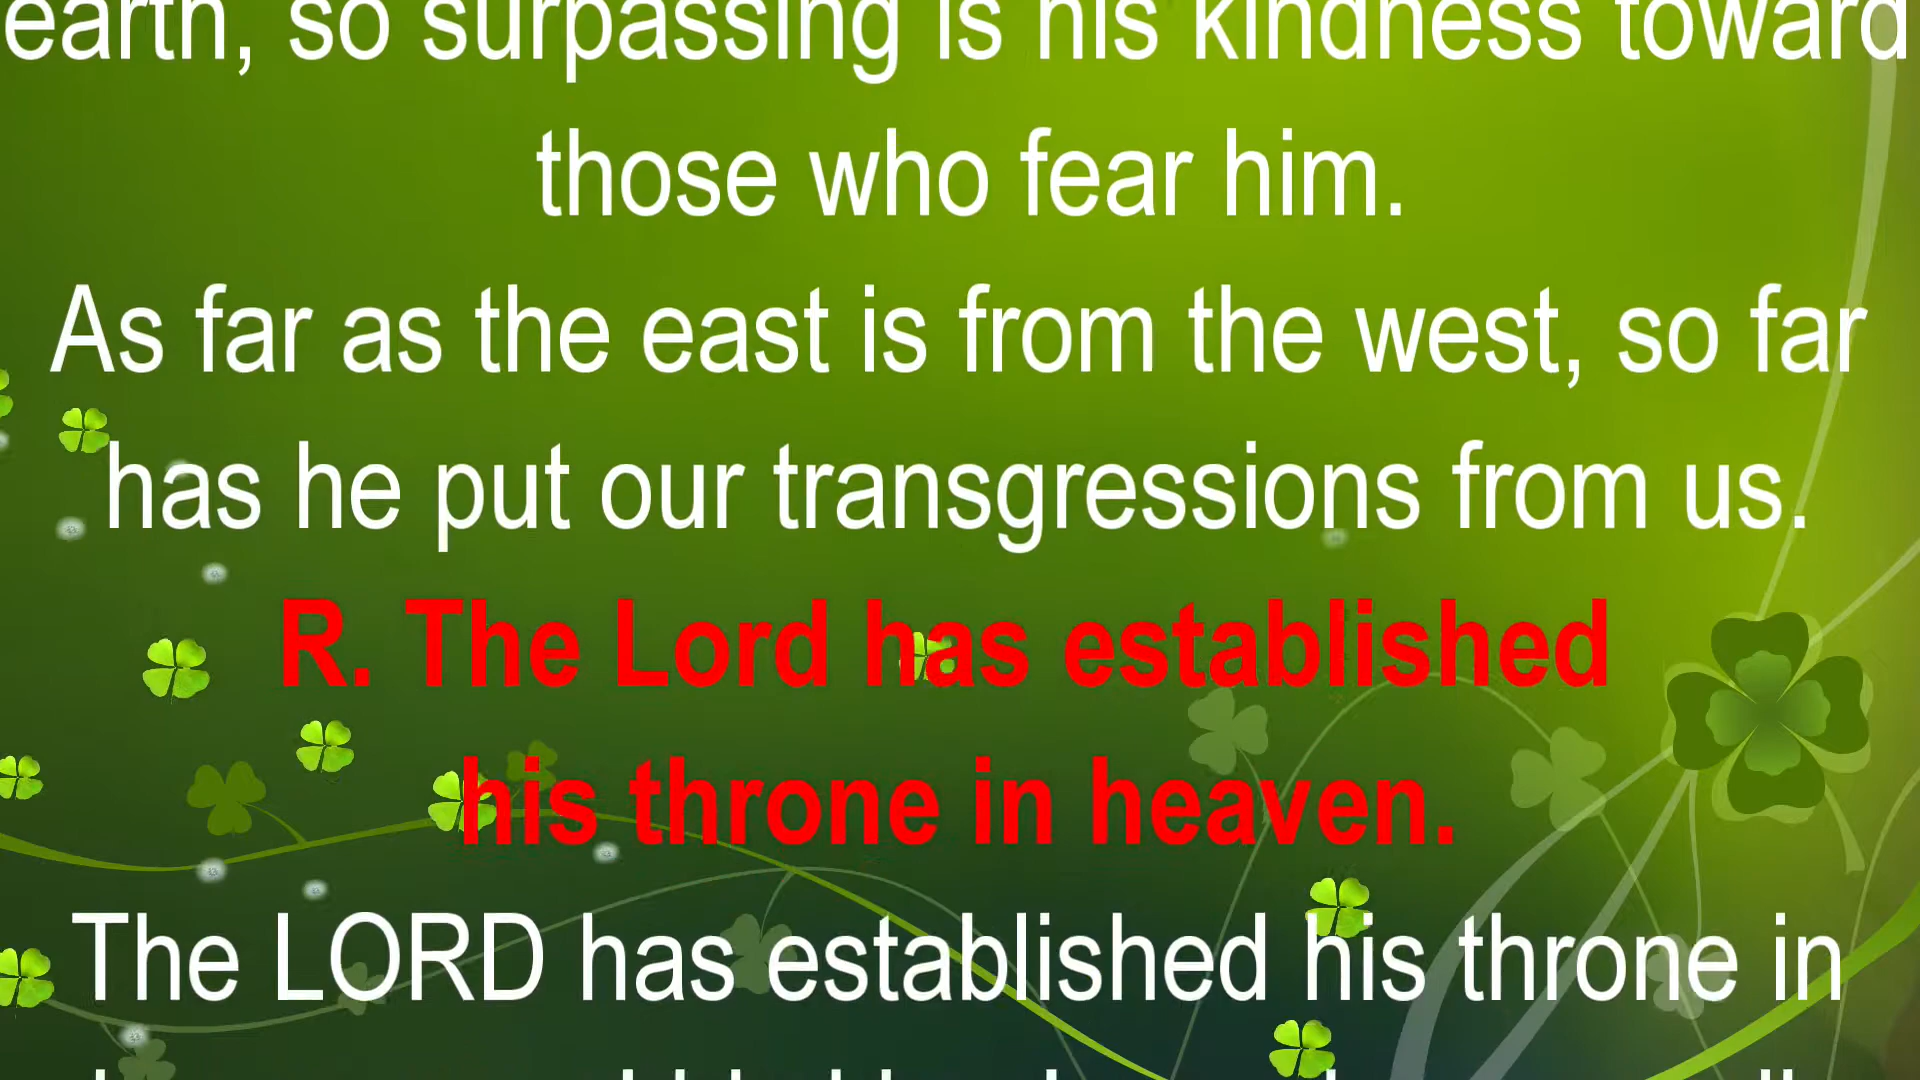 earth, so surpassing is his kindness toward
those who fear him.
As far as the east is from the west, so far
has he put our transgressions from us.
R. The Lord has established
his throne in heaven.
The LORD has established his throne in